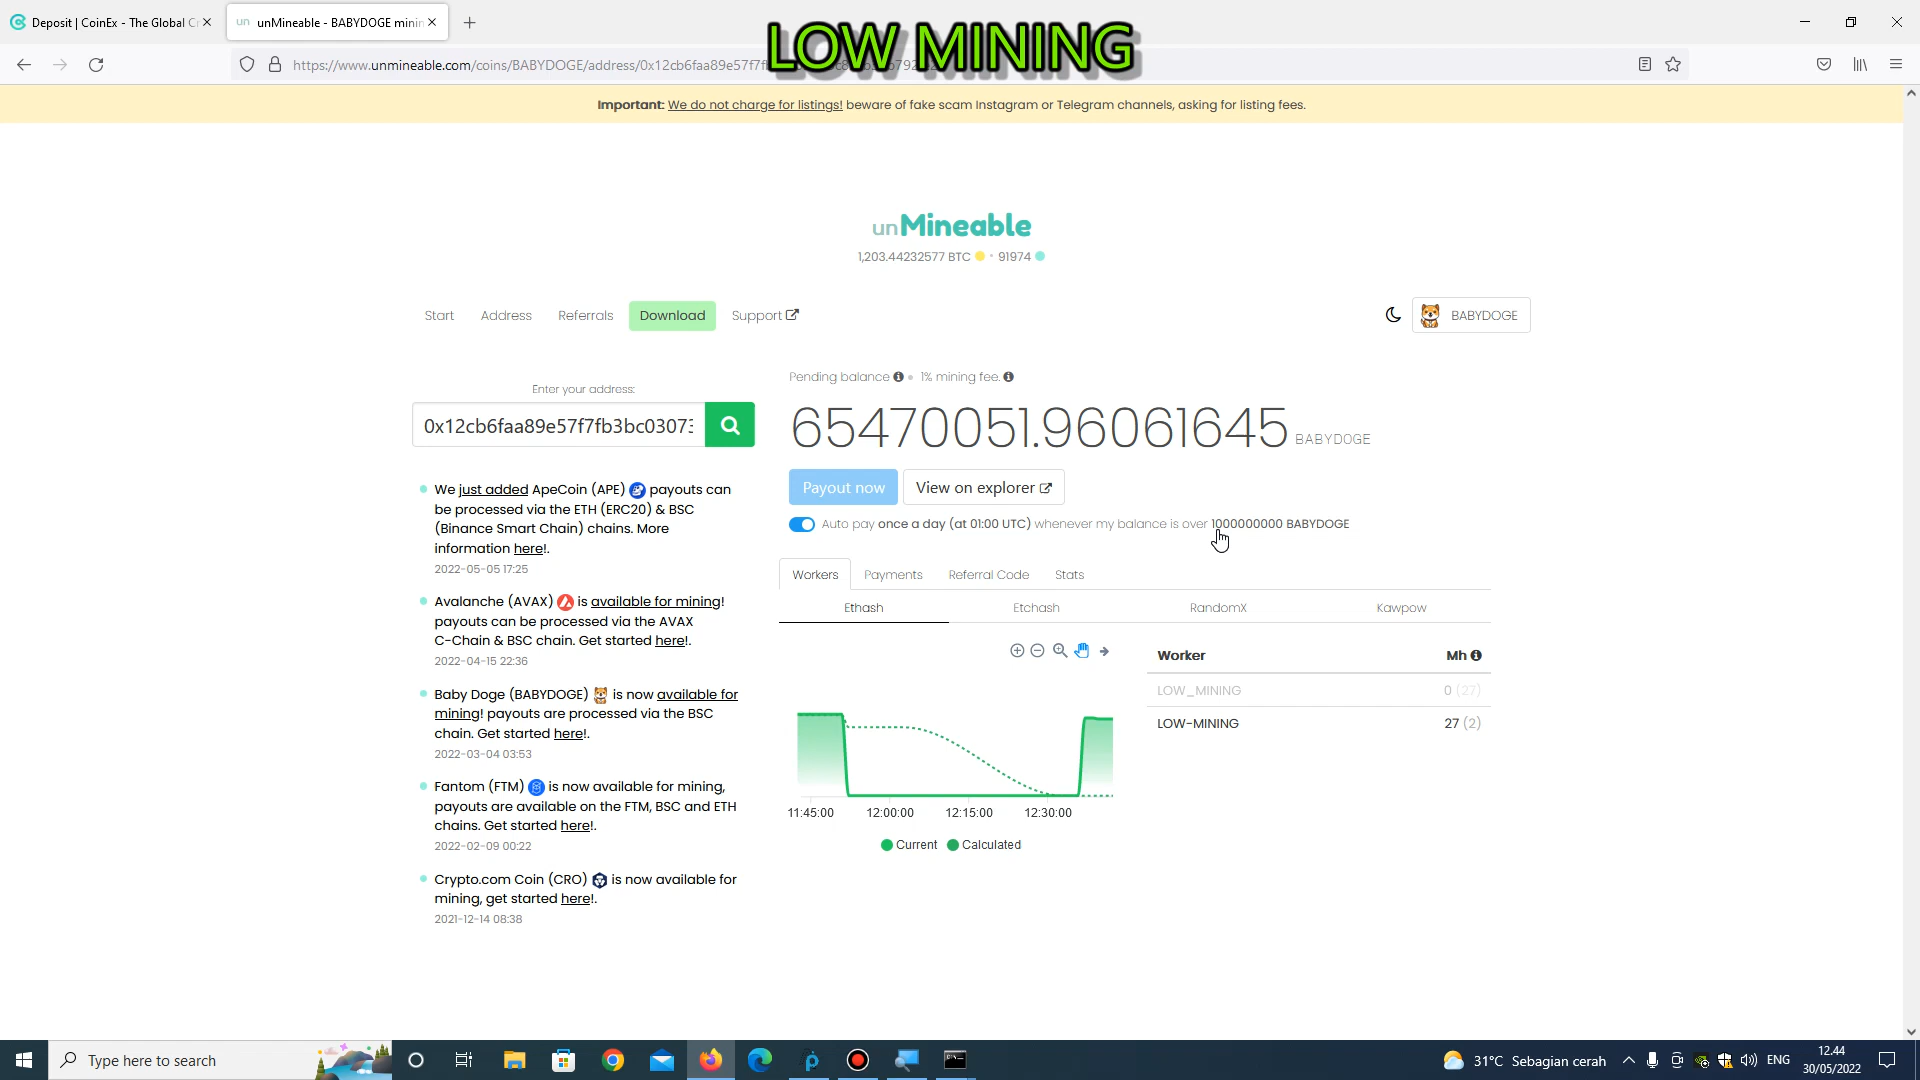 Deposit | CoinEx - The Global C
unMineable - BABYDOGE minin
LOW MINING
https://www.unmineable.com/coins/BABYDOGE/address/0x12cb6faa89e57f7f
Important: We do not charge for listings! beware of fake scam Instagram or Telegram channels, asking for listing fees.
unMineable
1,203.44232577 BTC • 91974
Start Address Referrals Download Support
BABYDOGE
Enter your address:
0x12cb6faa89e57f7fb3bc03073
We just added ApeCoin (APE) payouts can
be processed via the ETH (ERC20) & BSC
(Binance Smart Chain) chains. More
information here!.
2022-05-05 17:25
Avalanche (AVAX) is available for mining!
payouts can be processed via the AVAX
C-Chain & BSC chain. Get started here!.
2022-04-15 22:36
Baby Doge (BABYDOGE) is now available for
mining! payouts are processed via the BSC
chain. Get started here!.
2022-03-04 03:53
Fantom (FTM) is now available for mining,
payouts are available on the FTM, BSC and ETH
chains. Get started here!.
2022-02-09 00:22
Crypto.com Coin (CRO) is now available for
mining, get started here!.
2021-12-14 08:38
Pending balance • 1% mining fee.
65470051.96061645 BABYDOGE
Payout now View on explorer
Auto pay once a day (at 01:00 UTC) whenever my balance is over 1000000000 BABYDOGE
Workers Payments Referral Code Stats
Ethash Etchash RandomX Kawpow
11:45:00 12:00:00 12:15:00 12:30:00
Current Calculated
Worker Mh
LOW_MINING 0 (27)
LOW-MINING 27 (2)
Type here to search
31°C Sebagian cerah
ENG
12.44
30/05/2022